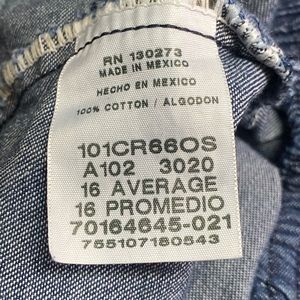 RN 130273
MADE IN MEXICO
HECHO EN MEXICO
100% COTTON / ALGODON
101CR66OS
A102 3020
16 AVERAGE
16 PROMEDIO
70164645-021
755107180543